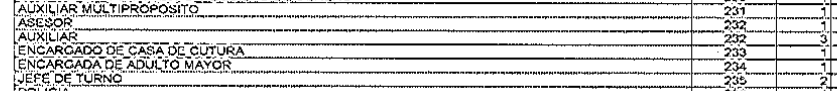 AUXILIAR MULTIPROPOSITO 231 1
ASESOR 232 1
AUXILIAR 232 3
ENCARGADO DE CASA DE CUTURA 233 1
ENCARGADA DE ADULTO MAYOR 234 1
JEFE DE TURNO 235 2
POLICIA